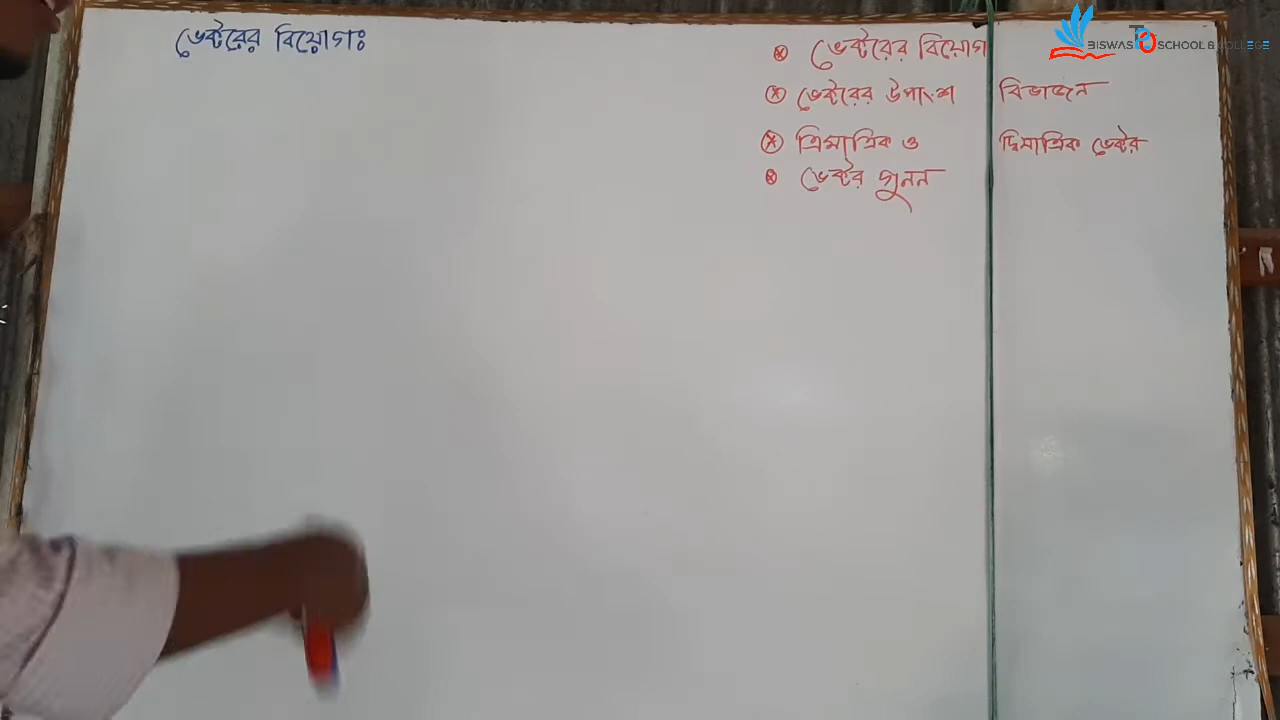 ভেক্টরের বিয়োগঃ
ভেক্টরের বিয়োগ
ভেক্টরের উপাংশ বিভাজন
ত্রিমাত্রিক ও দ্বিমাত্রিক ভেক্টর
ভেক্টর গুনন
BISWAS SCHOOL & COLLEGE